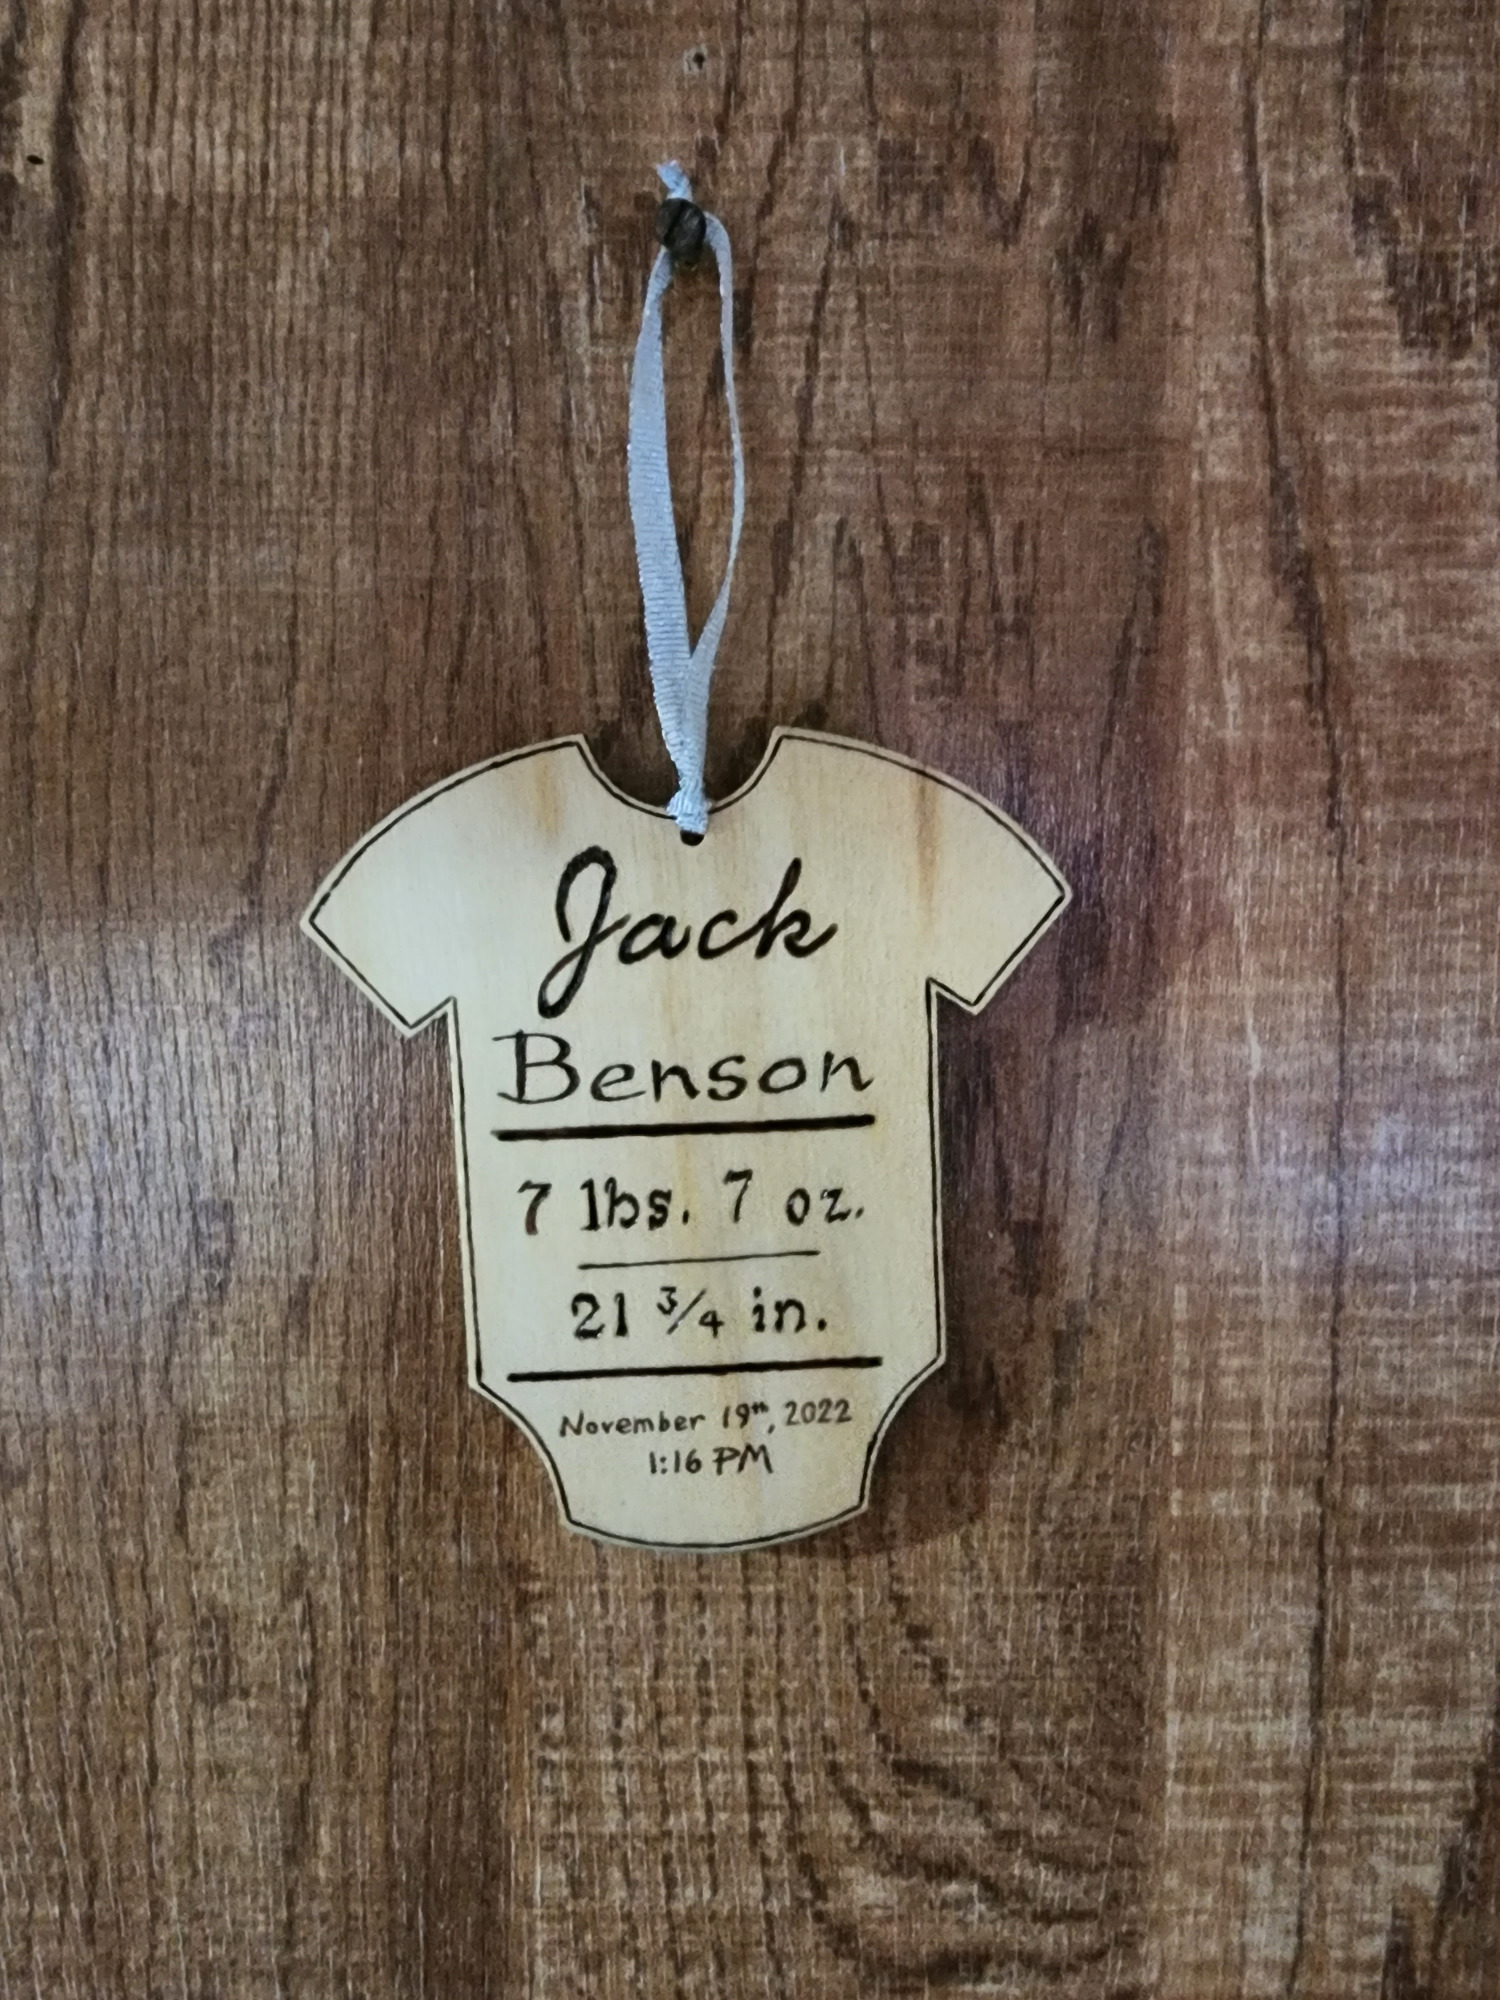 Jack
Benson
7 lbs. 7 oz.
21 3/4 in.
November 19th, 2022
1:16 PM